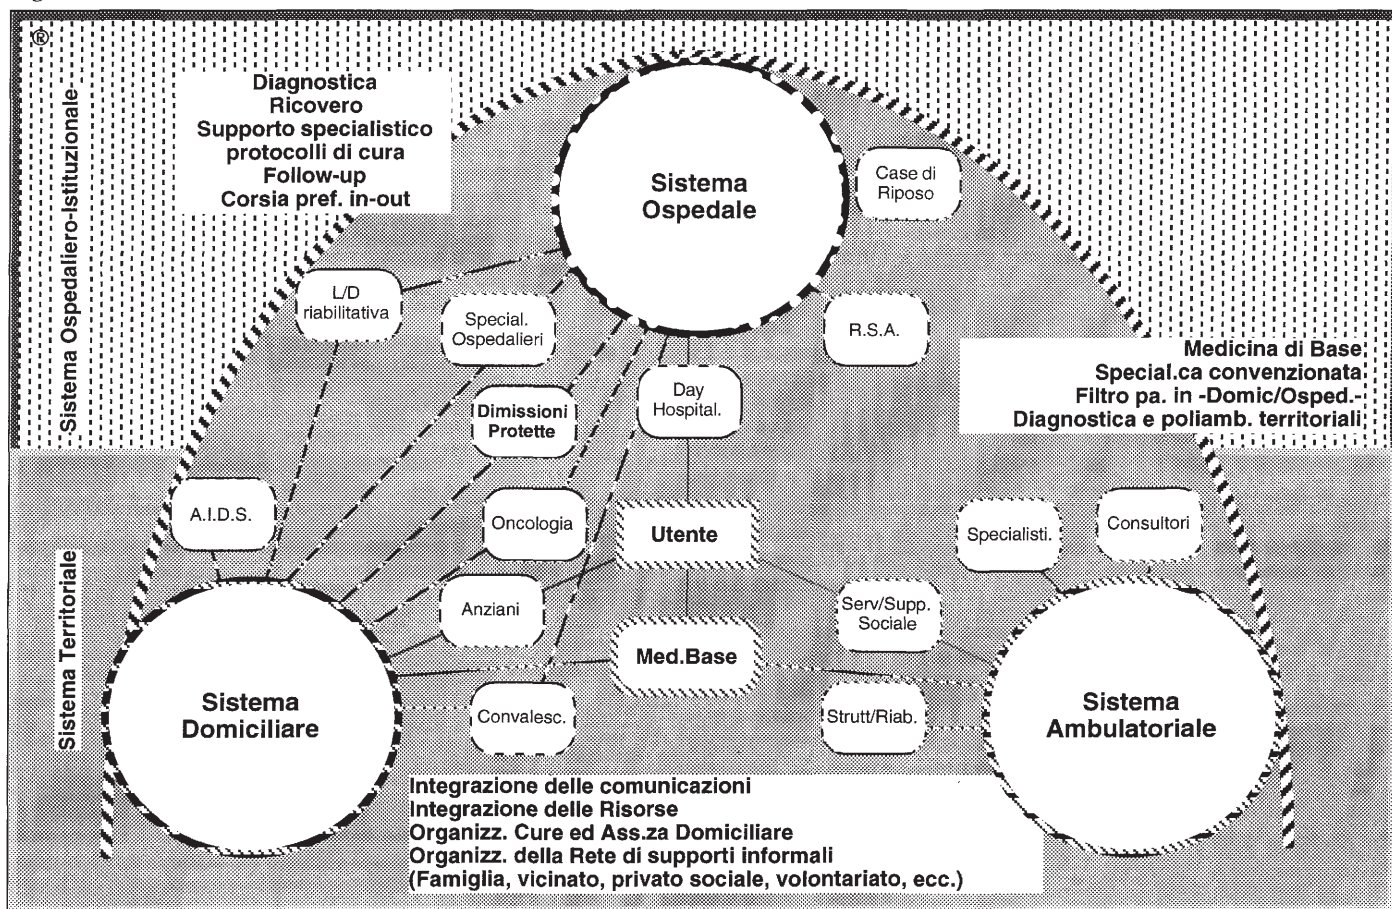 ®
Sistema Ospedaliero-Istituzionale
Diagnostica
Ricovero
Supporto specialistico
protocolli di cura
Follow-up
Corsia pref. in-out
Sistema
Ospedale
Case di
Riposo
L/D
riabilitativa
Special.
Ospedalieri
R.S.A.
Medicina di Base
Special.ca convenzionata
Filtro pa. in -Domic/Osped.-
Diagnostica e poliamb. territoriali
Day
Hospital.
Dimissioni
Protette
A.I.D.S.
Oncologia
Utente
Specialisti.
Consultori
Sistema Territoriale
Anziani
Serv/Supp.
Sociale
Med.Base
Sistema
Domiciliare
Convalesc.
Strutt/Riab.
Sistema
Ambulatoriale
Integrazione delle comunicazioni
Integrazione delle Risorse
Organizz. Cure ed Ass.za Domiciliare
Organizz. della Rete di supporti informali
(Famiglia, vicinato, privato sociale, volontariato, ecc.)